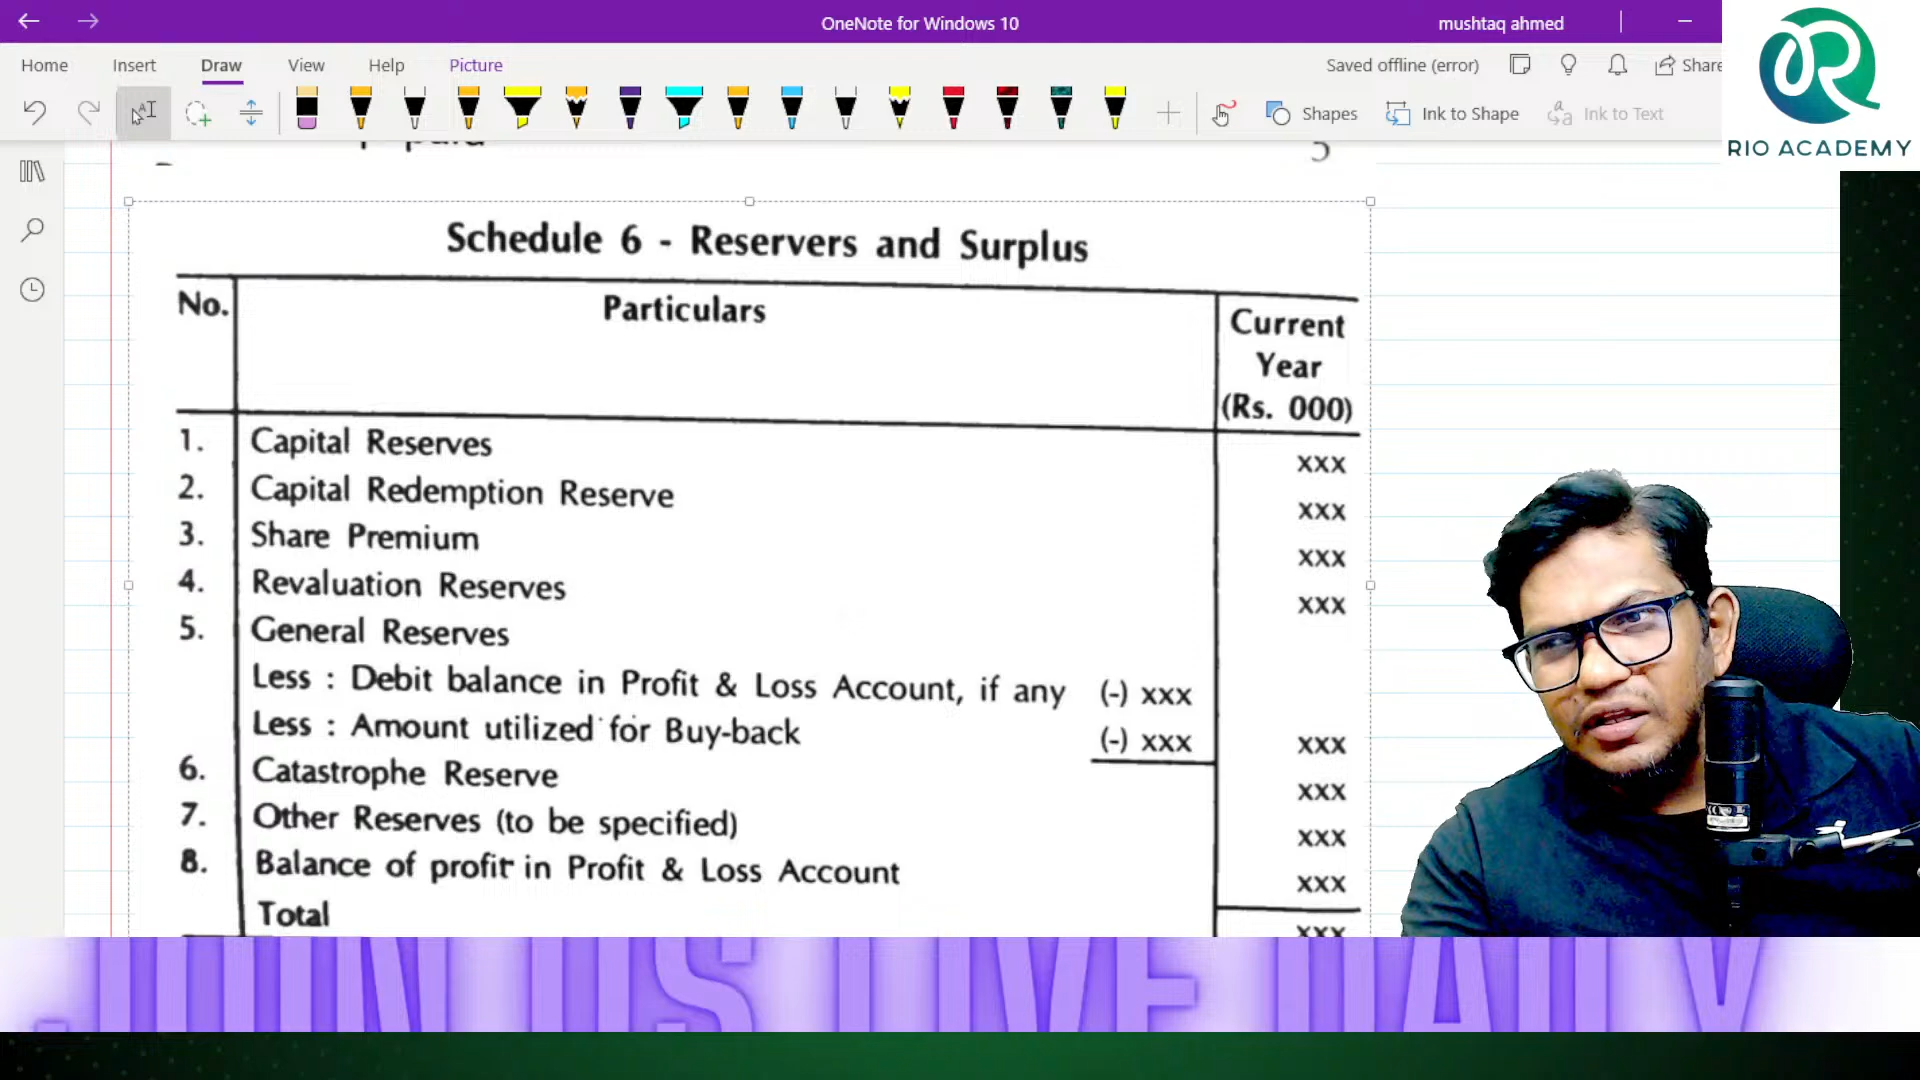 OneNote for Windows 10
mushtaq ahmed
Home Insert Draw View Help Picture
Saved offline (error)
Share
Shapes
Ink to Shape
Ink to Text
RIO ACADEMY
Schedule 6 - Reservers and Surplus
No. Particulars Current Year (Rs. 000)
1. Capital Reserves xxx
2. Capital Redemption Reserve xxx
3. Share Premium xxx
4. Revaluation Reserves xxx
5. General Reserves
Less : Debit balance in Profit & Loss Account, if any (-) xxx
Less : Amount utilized for Buy-back (-) xxx xxx
6. Catastrophe Reserve xxx
7. Other Reserves (to be specified) xxx
8. Balance of profit in Profit & Loss Account xxx
Total xxx
JOIN US LIVE DAILY